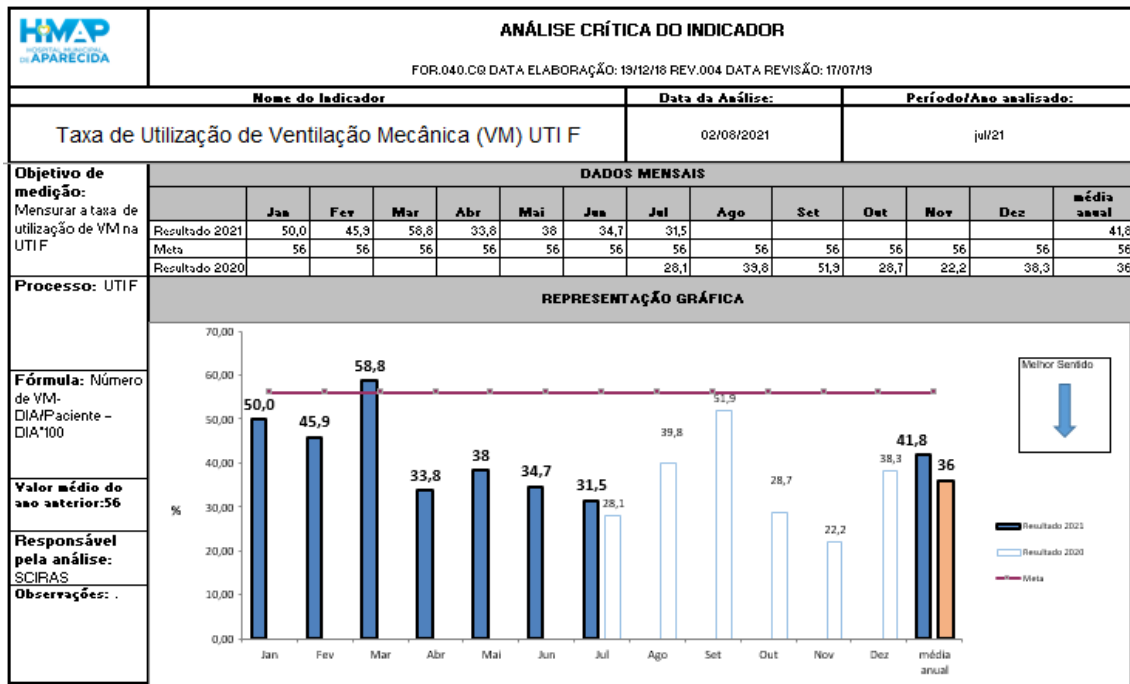 HMAP
HOSPITAL MUNICIPAL
DE APARECIDA
ANÁLISE CRÍTICA DO INDICADOR
FOR.040.CQ DATA ELABORAÇÃO: 19/12/18 REV.004 DATA REVISÃO: 17/07/19
Nome do Indicador Data da Análise: Período/Ano analisado:
Taxa de Utilização de Ventilação Mecânica (VM) UTI F 02/08/2021 jul/21
Objetivo de
medição:
Mensurar a taxa de
utilização de VM na
UTI F
DADOS MENSAIS
Jan Fev Mar Abr Mai Jun Jul Ago Set Out Nov Dez média anual
Resultado 2021 50,0 45,9 58,8 33,8 38 34,7 31,5 41,8
Meta 56 56 56 56 56 56 56 56 56 56 56 56 56
Resultado 2020 28,1 39,8 51,9 28,7 22,2 38,3 36
Processo: UTI F
REPRESENTAÇÃO GRÁFICA
Fórmula: Número
de VM-
DIA/Paciente –
DIA*100
Valor médio do
ano anterior:56
Responsável
pela análise:
SCIRAS
Observações: .
70,00
60,00
50,00
40,00
30,00
20,00
10,00
0,00
%
50,0
45,9
58,8
33,8
38
34,7
31,5
28,1
39,8
51,9
28,7
22,2
38,3
41,8
36
Jan Fev Mar Abr Mai Jun Jul Ago Set Out Nov Dez média
anual
Melhor Sentido
Resultado 2021
Resultado 2020
Meta